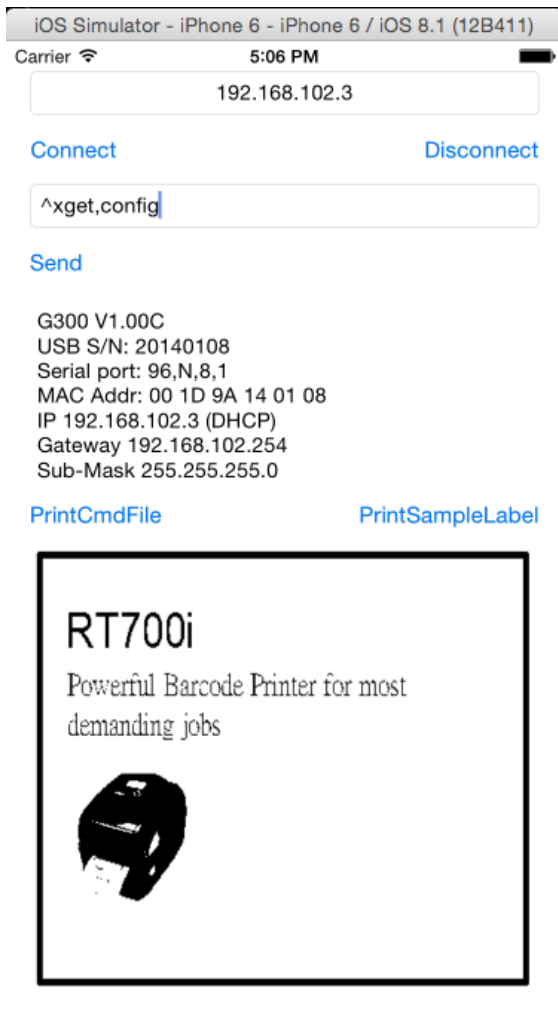 iOS Simulator - iPhone 6 - iPhone 6 / iOS 8.1 (12B411)
Carrier 5:06 PM
192.168.102.3
Connect Disconnect
^xget,config
Send
G300 V1.00C
USB S/N: 20140108
Serial port: 96,N,8,1
MAC Addr: 00 1D 9A 14 01 08
IP 192.168.102.3 (DHCP)
Gateway 192.168.102.254
Sub-Mask 255.255.255.0
PrintCmdFile PrintSampleLabel
RT700i
Powerful Barcode Printer for most
demanding jobs